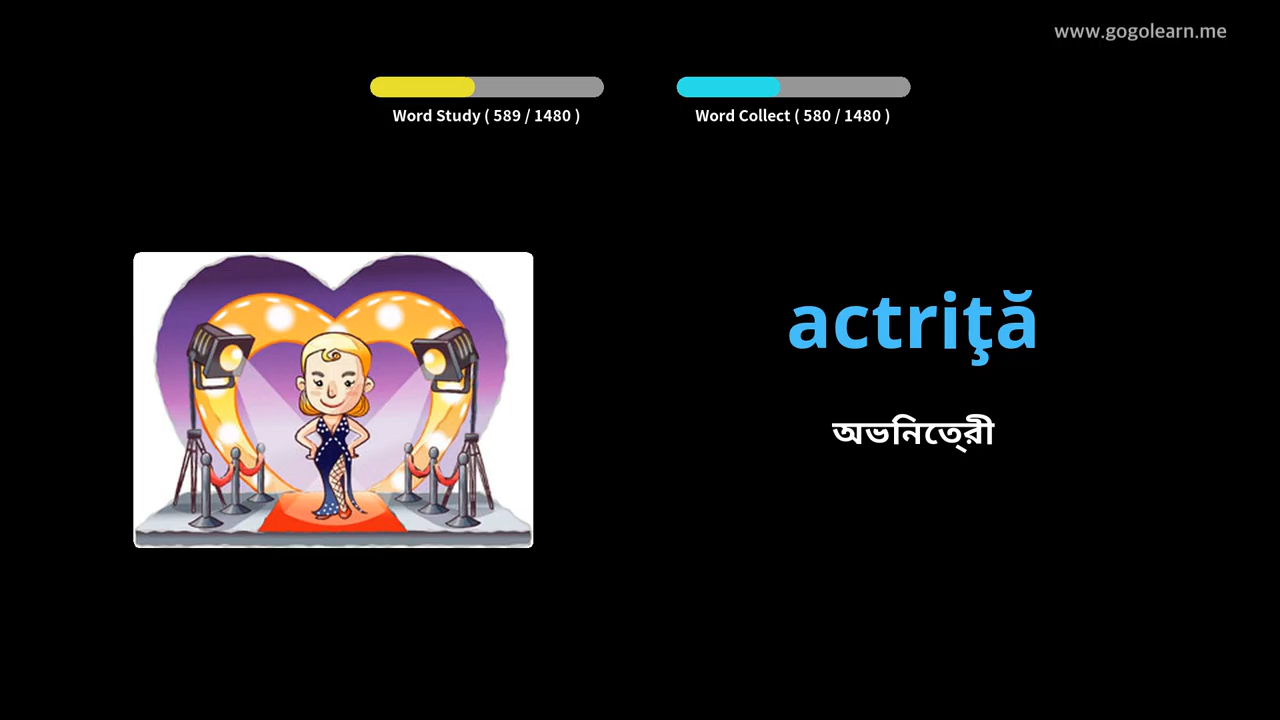 www.gogolearn.me
Word Study ( 589 / 1480 )
Word Collect ( 580 / 1480 )
actriţă
অভনিতে্রী